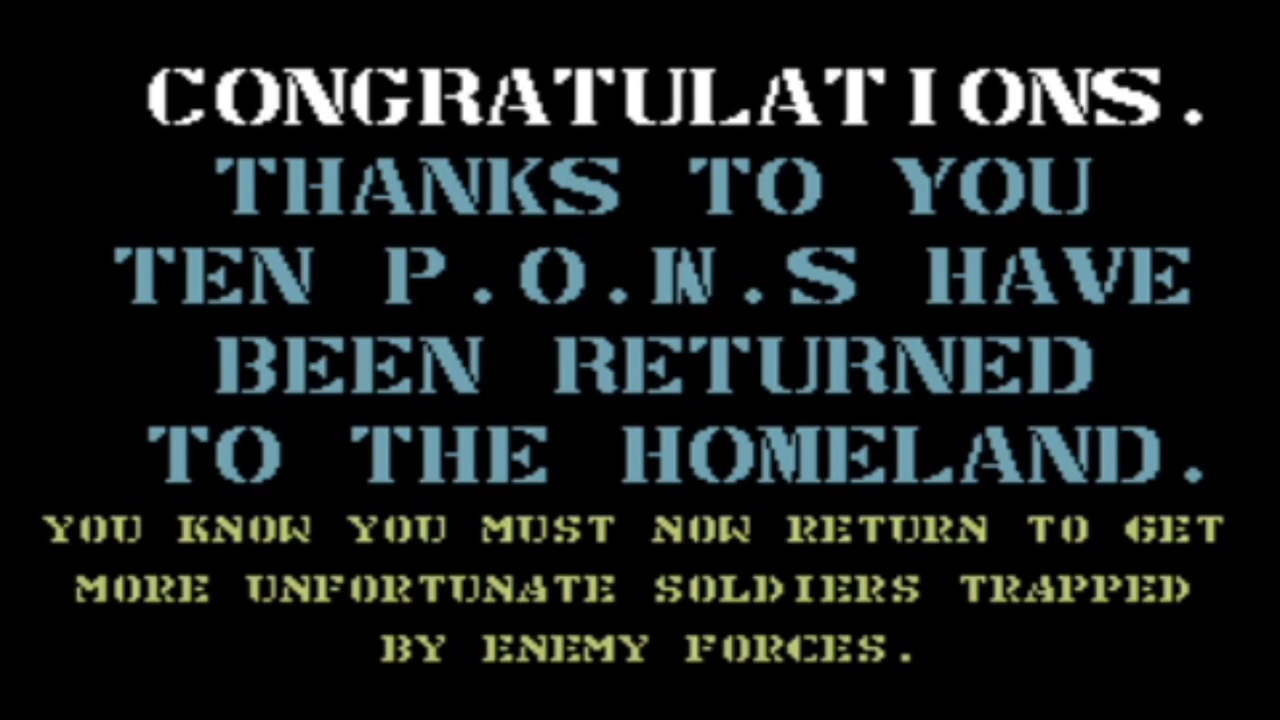 CONGRATULATIONS.
THANKS TO YOU
TEN P.O.W.S HAVE
BEEN RETURNED
TO THE HOMELAND.
YOU KNOW YOU MUST NOW RETURN TO GET
MORE UNFORTUNATE SOLDIERS TRAPPED
BY ENEMY FORCES.